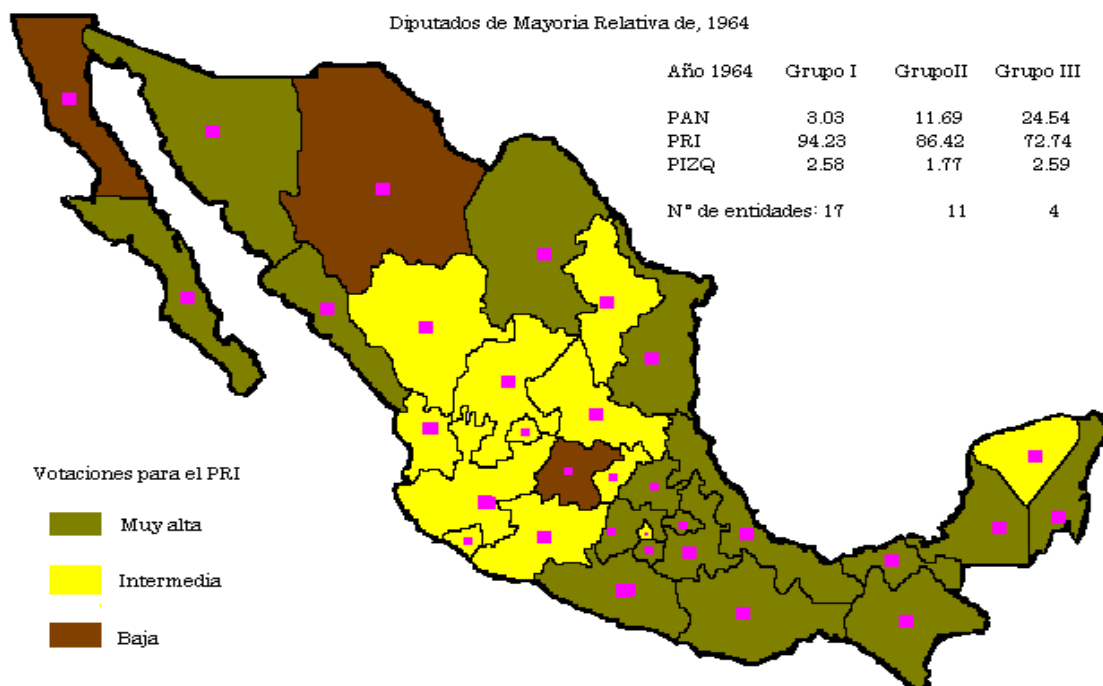 Diputados de Mayoria Relativa de, 1964
Año 1964 Grupo I GrupoII Grupo III
PAN 3.03 11.69 24.54
PRI 94.23 86.42 72.74
PIZQ 2.58 1.77 2.59
N° de entidades: 17 11 4
Votaciones para el PRI
Muy alta
Intermedia
Baja